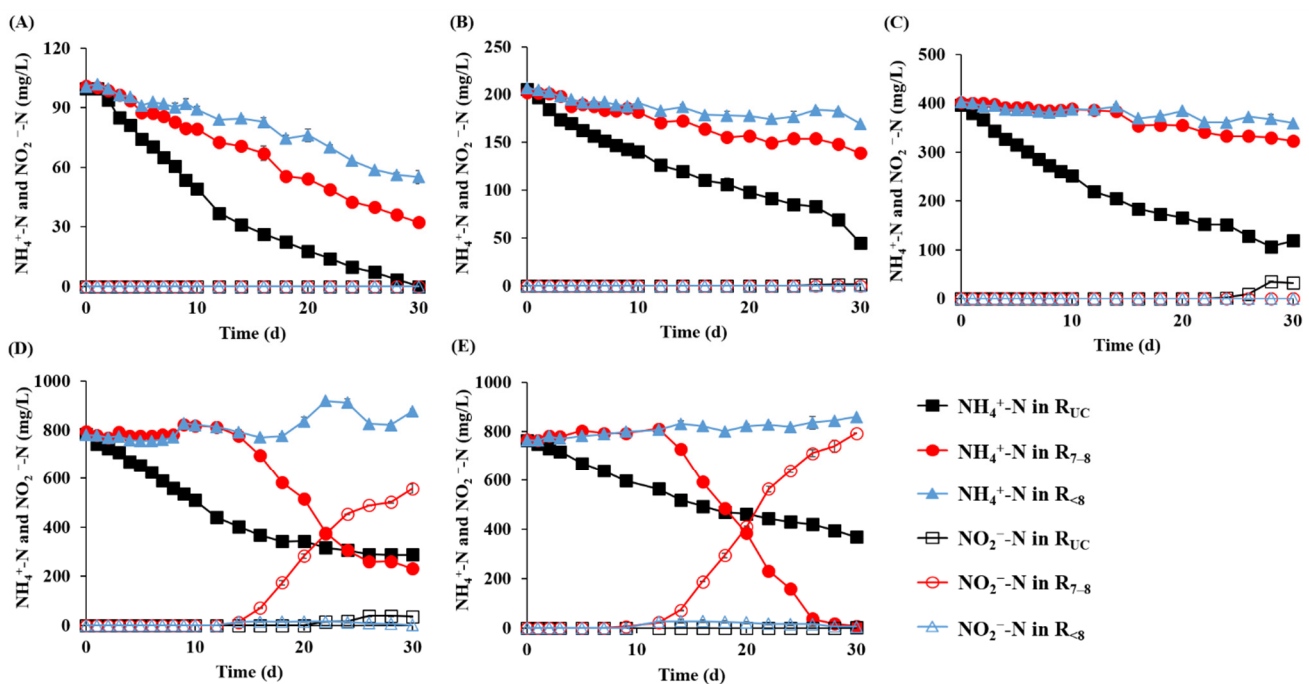 (A)
NH₄⁺-N and NO₂⁻-N (mg/L)
120
90
60
30
0
0 10 20 30
Time (d)
(B)
NH₄⁺-N and NO₂⁻-N (mg/L)
250
200
150
100
50
0
0 10 20 30
Time (d)
(C)
NH₄⁺-N and NO₂⁻-N (mg/L)
500
400
300
200
100
0
0 10 20 30
Time (d)
(D)
NH₄⁺-N and NO₂⁻-N (mg/L)
1000
800
600
400
200
0
0 10 20 30
Time (d)
(E)
NH₄⁺-N and NO₂⁻-N (mg/L)
1000
800
600
400
200
0
0 10 20 30
Time (d)
NH₄⁺-N in R_UC
NH₄⁺-N in R₇₋₈
NH₄⁺-N in R_<8
NO₂⁻-N in R_UC
NO₂⁻-N in R₇₋₈
NO₂⁻-N in R_<8